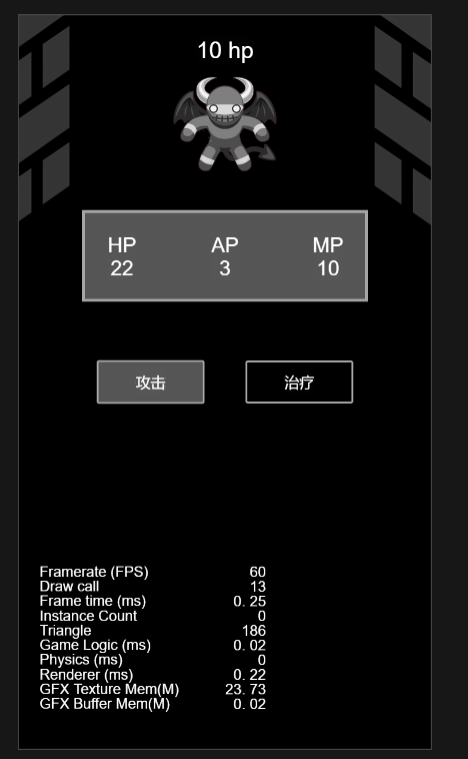 10 hp
HP AP MP
22 3 10
攻击 治疗
Framerate (FPS) 60
Draw call 13
Frame time (ms) 0. 25
Instance Count 0
Triangle 186
Game Logic (ms) 0. 02
Physics (ms) 0
Renderer (ms) 0. 22
GFX Texture Mem(M) 23. 73
GFX Buffer Mem(M) 0. 02